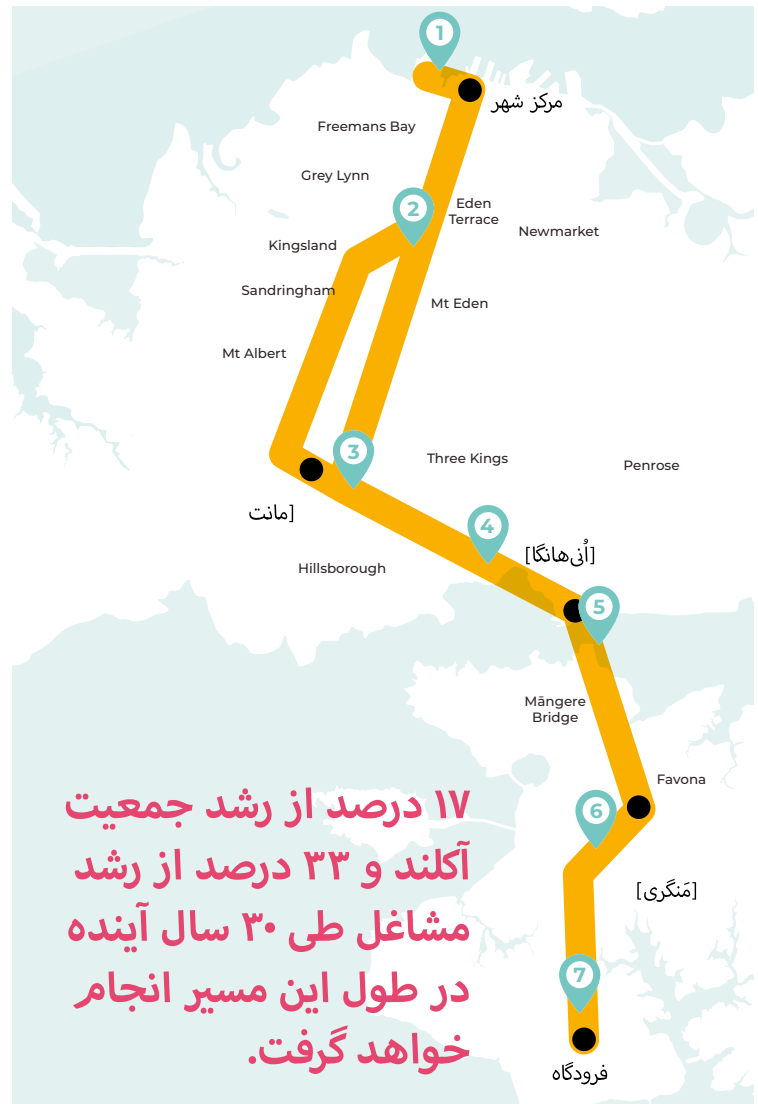 1
مرکز شهر
Freemans Bay
Grey Lynn
2
Eden
Terrace
Newmarket
Kingsland
Sandringham
Mt Eden
Mt Albert
3
Three Kings
Penrose
[مانت
4
[اُنی‌هانگا]
Hillsborough
5
Māngere
Bridge
Favona
6
[مَنگری]
7
فرودگاه
۱۷ درصد از رشد جمعیت
آکلند و ۳۳ درصد از رشد
مشاغل طی ۳۰ سال آینده
در طول این مسیر انجام
خواهد گرفت.